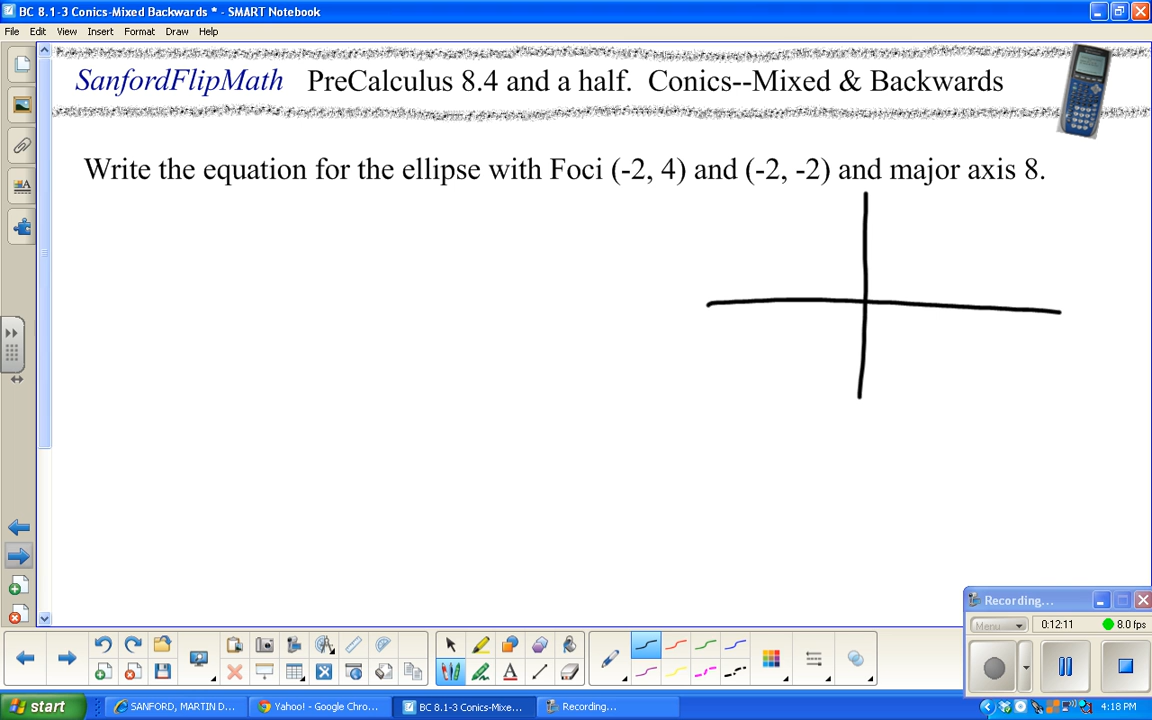 BC 8.1-3 Conics-Mixed Backwards * - SMART Notebook
File Edit View Insert Format Draw Help
SanfordFlipMath PreCalculus 8.4 and a half. Conics--Mixed & Backwards
Write the equation for the ellipse with Foci (-2, 4) and (-2, -2) and major axis 8.
Recording...
Menu 0:12:11 8.0 fps
start SANFORD, MARTIN D... Yahoo! - Google Chro... BC 8.1-3 Conics-Mixe... Recording... 4:18 PM